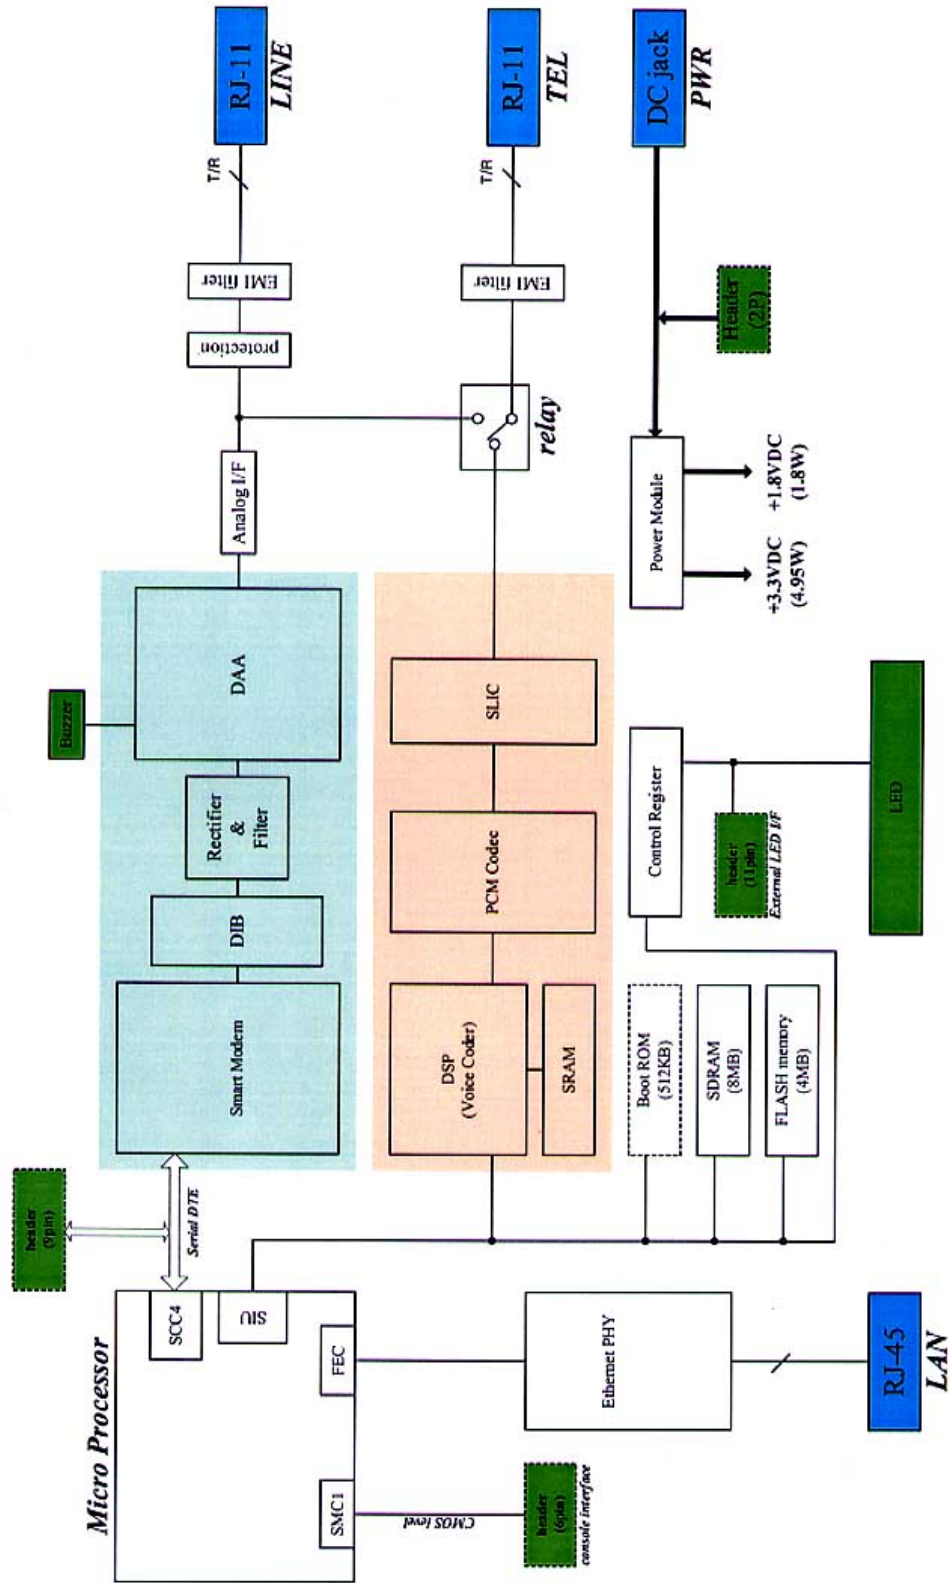 Micro Processor
SCC4
SIU
FEC
SMC1
header
(9pin)
Serial DTE
CMOS level
header
(6pin)
console interface
Ethernet PHY
RJ-45
LAN
Smart Modem
DIB
Rectifier
&
Filter
DAA
Buzzer
Analog I/F
protection
EMI filter
T/R
RJ-11
LINE
DSP
(Voice Coder)
SRAM
PCM Codec
SLIC
relay
EMI filter
T/R
RJ-11
TEL
Boot ROM
(512KB)
SDRAM
(8MB)
FLASH memory
(4MB)
Control Register
header
(11pin)
External LED I/F
LED
Power Module
+3.3VDC
(4.95W)
+1.8VDC
(1.8W)
Header
(2P)
DC jack
PWR